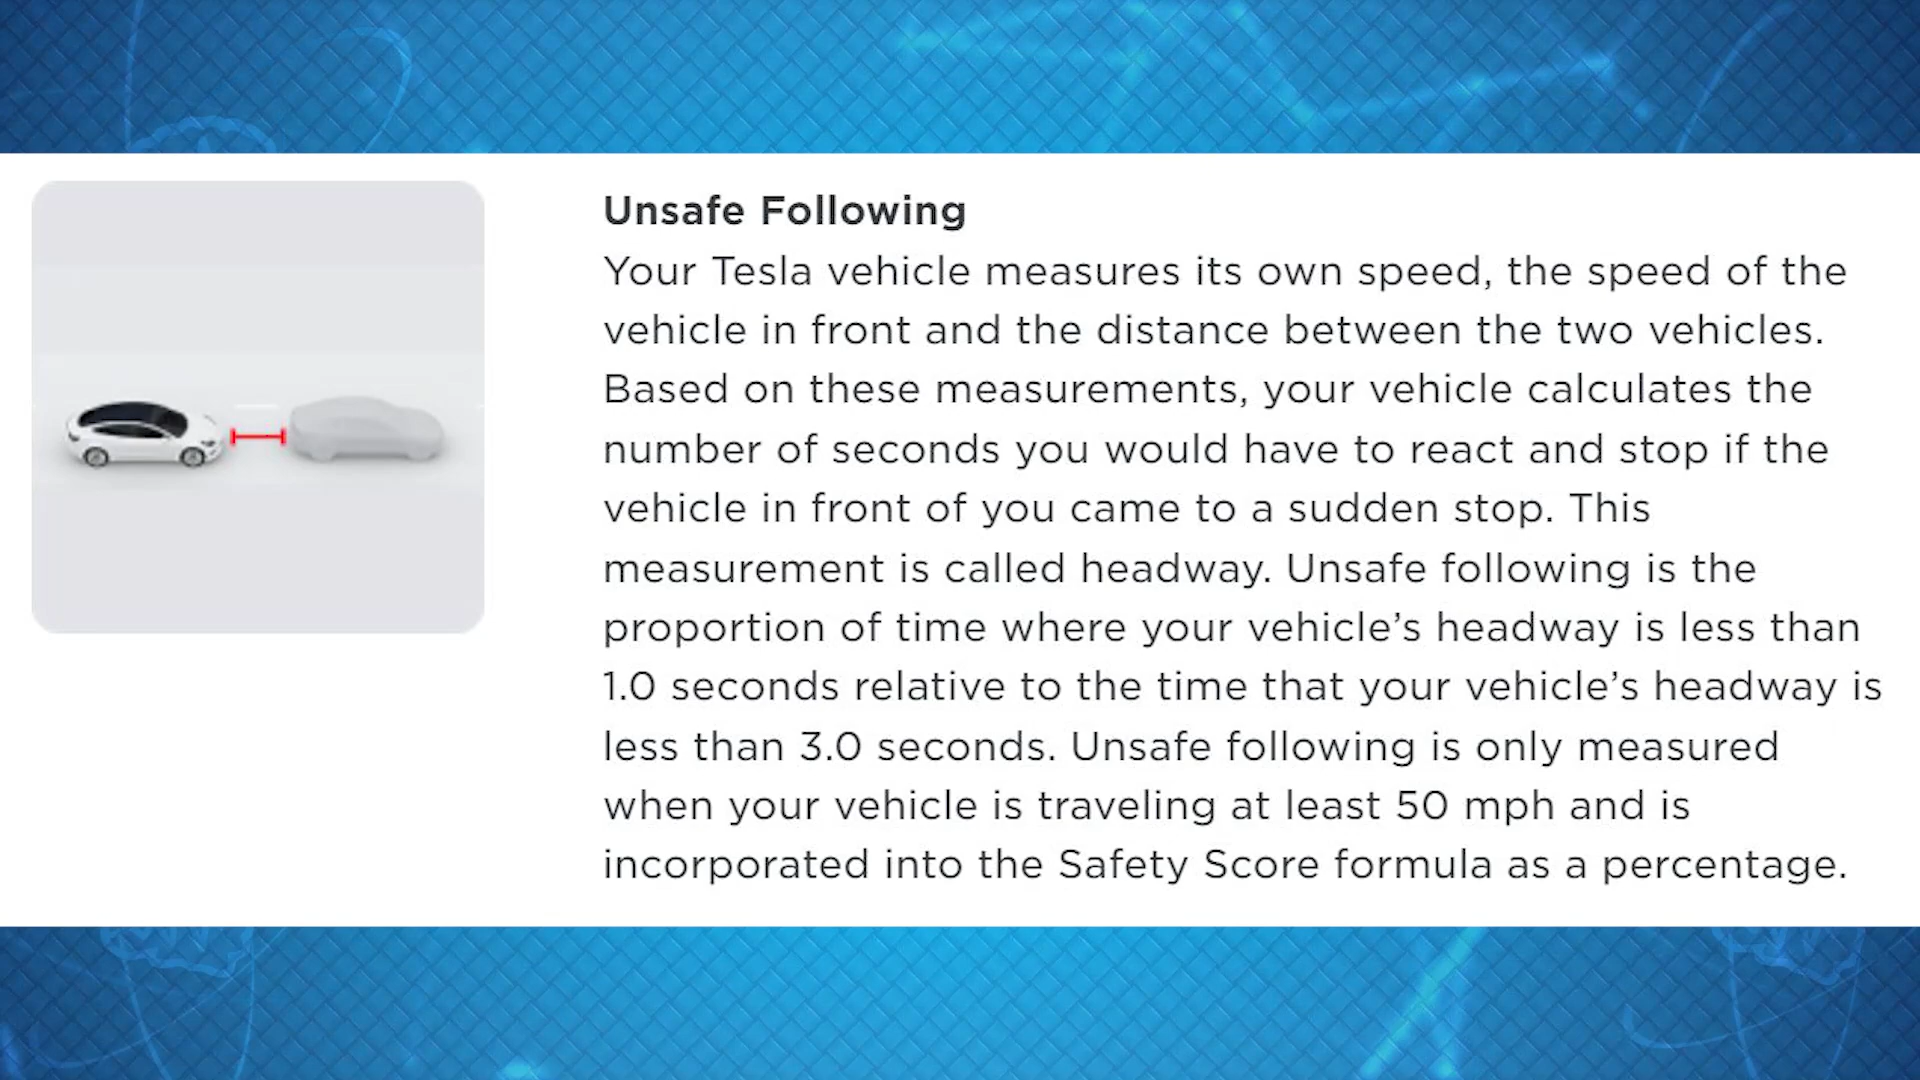 Unsafe Following
Your Tesla vehicle measures its own speed, the speed of the
vehicle in front and the distance between the two vehicles.
Based on these measurements, your vehicle calculates the
number of seconds you would have to react and stop if the
vehicle in front of you came to a sudden stop. This
measurement is called headway. Unsafe following is the
proportion of time where your vehicle’s headway is less than
1.0 seconds relative to the time that your vehicle’s headway is
less than 3.0 seconds. Unsafe following is only measured
when your vehicle is traveling at least 50 mph and is
incorporated into the Safety Score formula as a percentage.